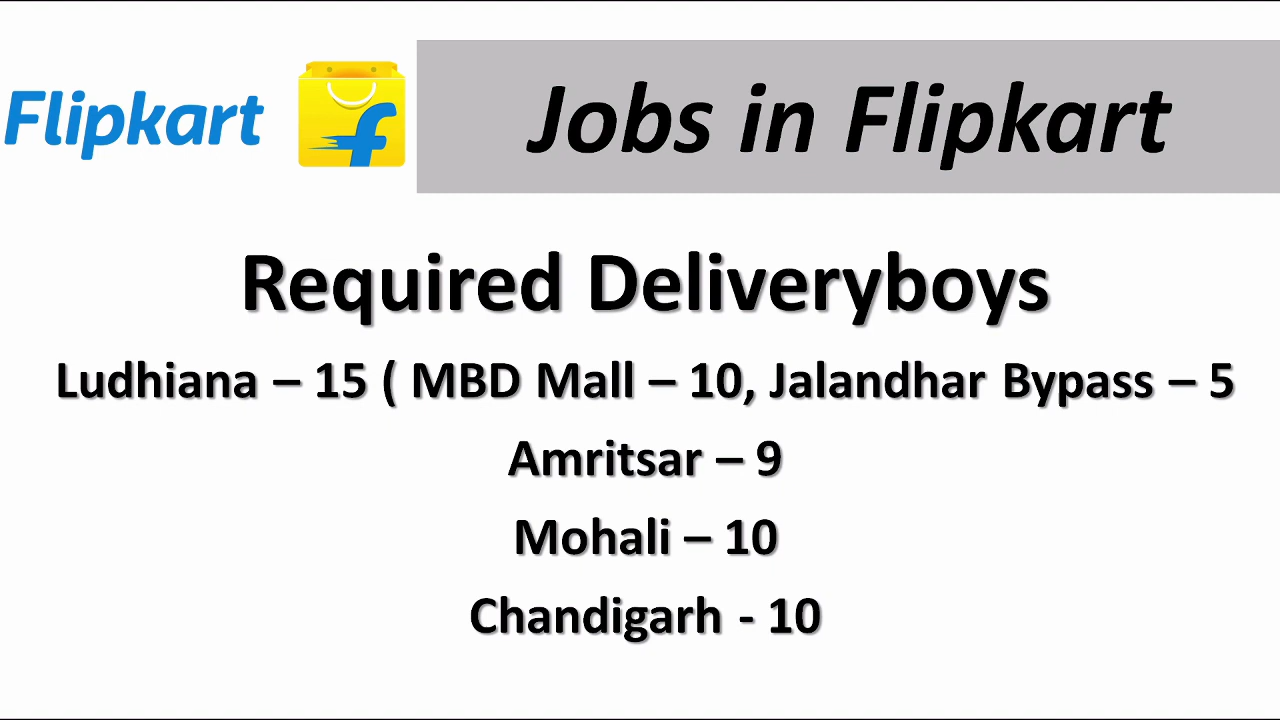 Flipkart
f
Jobs in Flipkart
Required Deliveryboys
Ludhiana – 15 ( MBD Mall – 10, Jalandhar Bypass – 5
Amritsar – 9
Mohali – 10
Chandigarh - 10